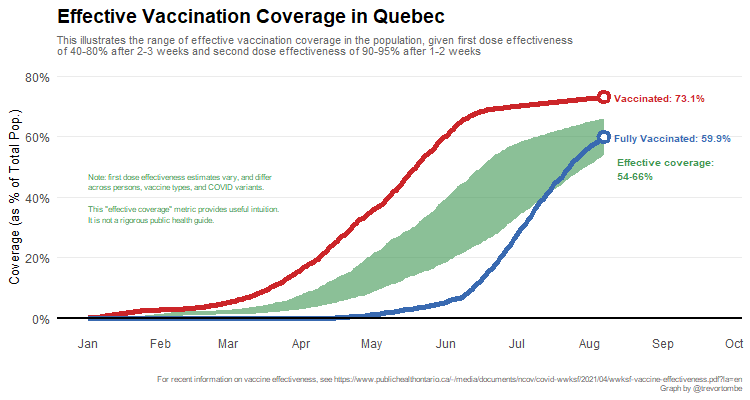 Effective Vaccination Coverage in Quebec
This illustrates the range of effective vaccination coverage in the population, given first dose effectiveness
of 40-80% after 2-3 weeks and second dose effectiveness of 90-95% after 1-2 weeks
Coverage (as % of Total Pop.)
80%
60%
40%
20%
0%
Note: first dose effectiveness estimates vary, and differ
across persons, vaccine types, and COVID variants.
This "effective coverage" metric provides useful intuition.
It is not a rigorous public health guide.
Vaccinated: 73.1%
Fully Vaccinated: 59.9%
Effective coverage:
54-66%
Jan Feb Mar Apr May Jun Jul Aug Sep Oct
For recent information on vaccine effectiveness, see https://www.publichealthontario.ca/-/media/documents/ncov/covid-wwksf/2021/04/wwksf-vaccine-effectiveness.pdf?la=en
Graph by @trevortombe